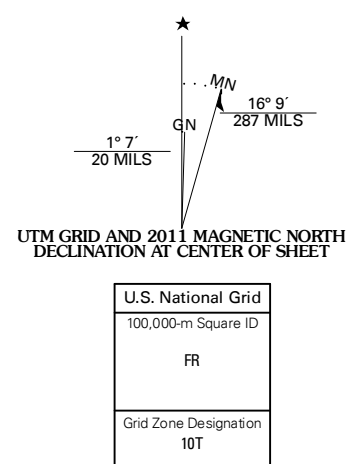 ★
MN
GN
16° 9´
287 MILS
1° 7´
20 MILS
UTM GRID AND 2011 MAGNETIC NORTH
DECLINATION AT CENTER OF SHEET
U.S. National Grid
100,000-m Square ID
FR
Grid Zone Designation
10T